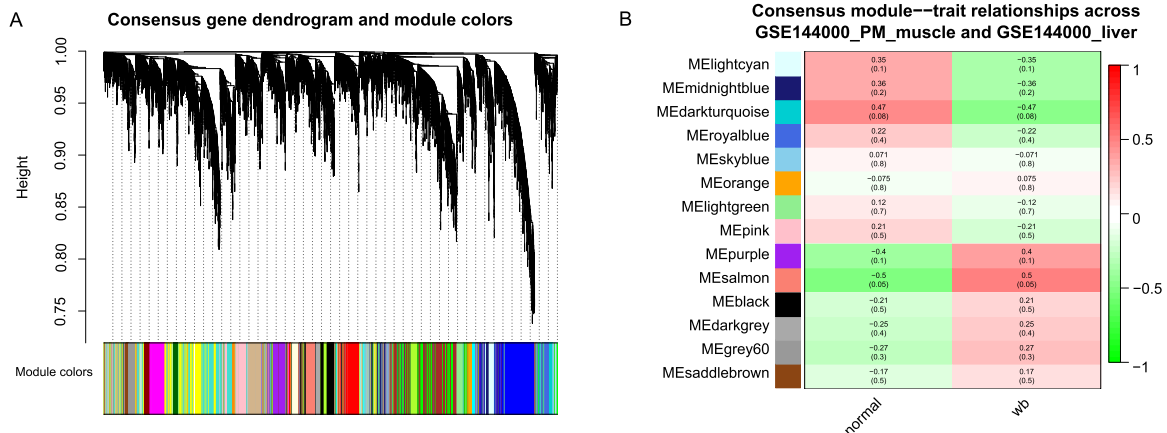 A
Consensus gene dendrogram and module colors
Height
1.00
0.95
0.90
0.85
0.80
0.75
Module colors
B
Consensus module−−trait relationships across
GSE144000_PM_muscle and GSE144000_liver
MElightcyan
0.35
(0.1)
−0.35
(0.1)
MEmidnightblue
0.36
(0.2)
−0.36
(0.2)
MEdarkturquoise
0.47
(0.08)
−0.47
(0.08)
MEroyalblue
0.22
(0.4)
−0.22
(0.4)
MEskyblue
0.071
(0.8)
−0.071
(0.8)
MEorange
−0.075
(0.8)
0.075
(0.8)
MElightgreen
0.12
(0.7)
−0.12
(0.7)
MEpink
0.21
(0.5)
−0.21
(0.5)
MEpurple
−0.4
(0.1)
0.4
(0.1)
MEsalmon
−0.5
(0.05)
0.5
(0.05)
MEblack
−0.21
(0.5)
0.21
(0.5)
MEdarkgrey
−0.25
(0.4)
0.25
(0.4)
MEgrey60
−0.27
(0.3)
0.27
(0.3)
MEsaddlebrown
−0.17
(0.5)
0.17
(0.5)
normal
wb
1
0.5
0
−0.5
−1